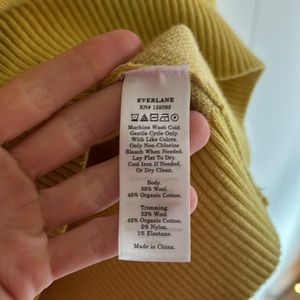 EVERLANE
RN# 139293
Machine Wash Cold.
Gentle Cycle Only.
With Like Colors.
Only Non-Chlorine
Bleach When Needed.
Lay Flat To Dry.
Cool Iron If Needed.
Or Dry Clean.
Body
55% Wool.
45% Organic Cotton.
Trimming.
52% Wool.
42% Organic Cotton.
5% Nylon.
1% Elastane.
Made in China.